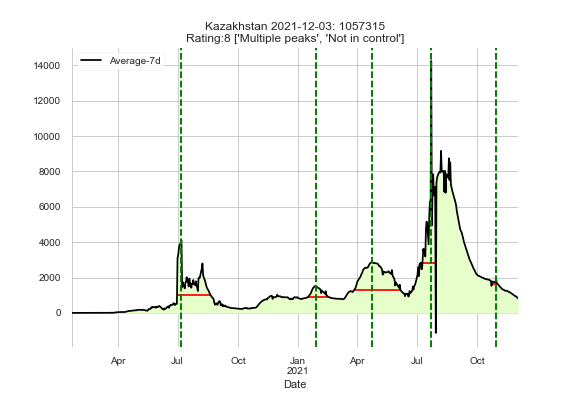 Kazakhstan 2021-12-03: 1057315
Rating:8 ['Multiple peaks', 'Not in control']
Average-7d
14000
12000
10000
8000
6000
4000
2000
0
Apr Jul Oct Jan Apr Jul Oct
2021
Date